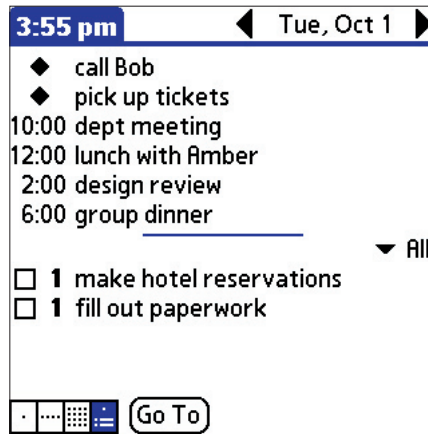 3:55 pm Tue, Oct 1
call Bob
pick up tickets
10:00 dept meeting
12:00 lunch with Amber
2:00 design review
6:00 group dinner
All
1 make hotel reservations
1 fill out paperwork
Go To